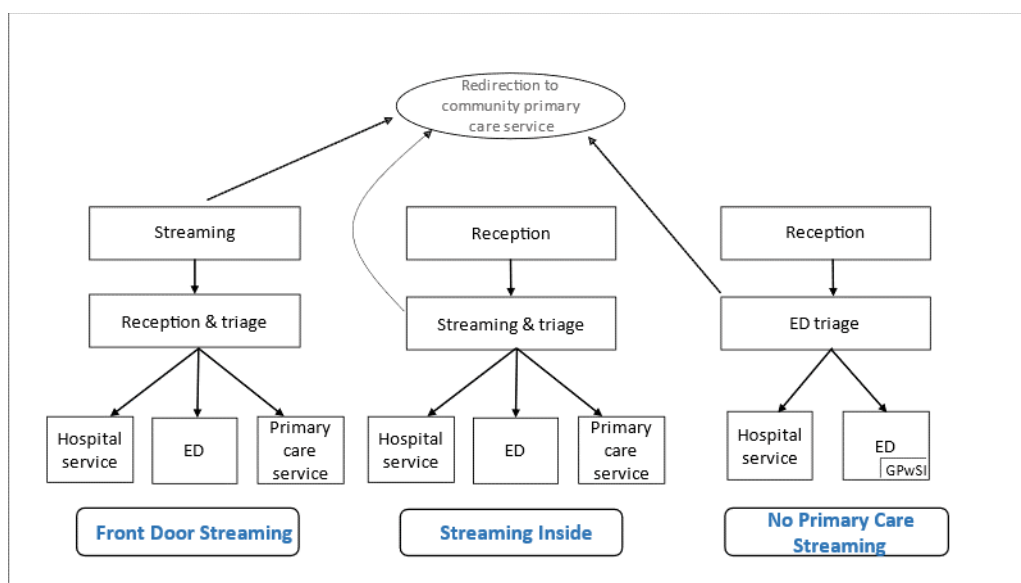 Redirection to
community primary
care service
Streaming
Reception
Reception
Reception & triage
Streaming & triage
ED triage
Hospital
service
ED
Primary
care
service
Hospital
service
ED
Primary
care
service
Hospital
service
ED
GPwSI
Front Door Streaming
Streaming Inside
No Primary Care
Streaming